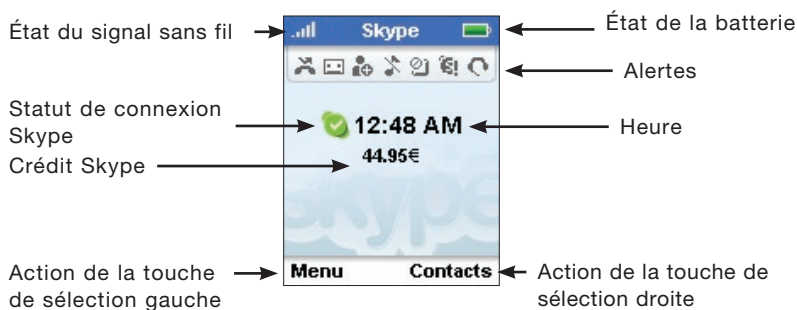 État du signal sans fil
Skype
État de la batterie
Alertes
Statut de connexion
Skype
12:48 AM
Heure
Crédit Skype
44.95€
skype
Menu
Contacts
Action de la touche
de sélection gauche
Action de la touche de
sélection droite